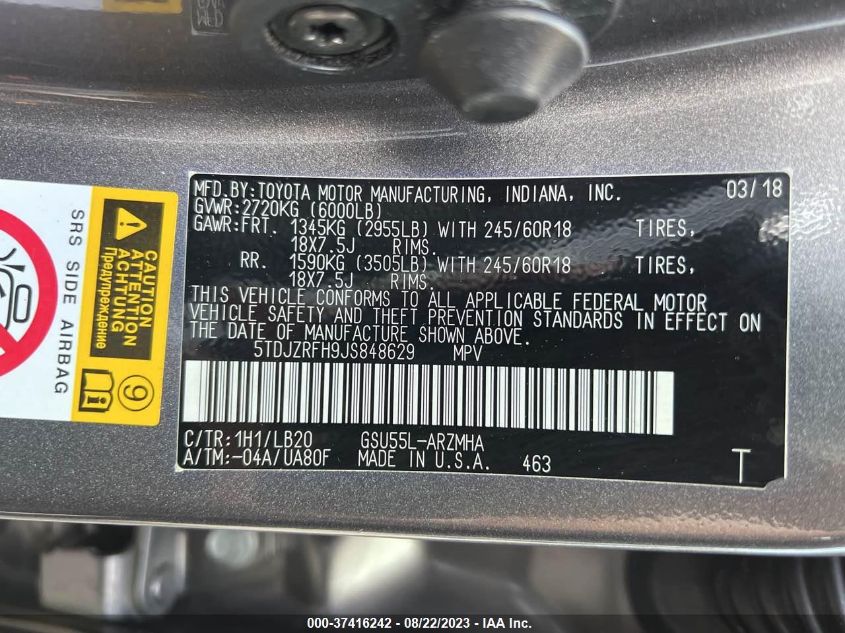 MFD.BY:TOYOTA MOTOR MANUFACTURING, INDIANA, INC. 03/18
GVWR:2720KG (6000LB)
GAWR:FRT. 1345KG (2955LB) WITH 245/60R18 TIRES,
18X7.5J RIMS.
RR. 1590KG (3505LB) WITH 245/60R18 TIRES,
18X7.5J RIMS.
THIS VEHICLE CONFORMS TO ALL APPLICABLE FEDERAL MOTOR
VEHICLE SAFETY AND THEFT PREVENTION STANDARDS IN EFFECT ON
THE DATE OF MANUFACTURE SHOWN ABOVE.
5TDJZRFH9JS848629 MPV
C/TR:1H1/LB20 GSU55L-ARZMHA
A/TM:-04A/UA80F MADE IN U.S.A. 463 T
CAUTION
ATTENTION
ACHTUNG
Предупреждение
SRS SIDE AIRBAG
9
000-37416242 - 08/22/2023 - IAA Inc.